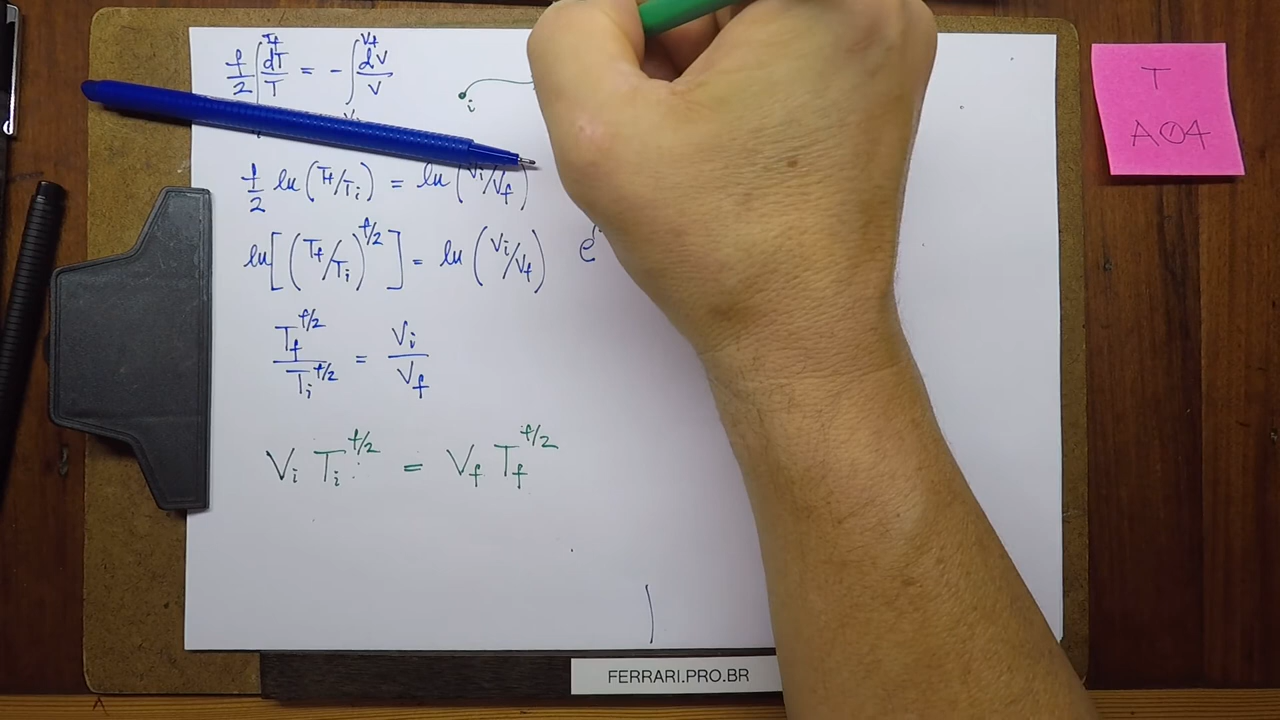 f/2 ∫ dT/T = - ∫ dV/V
i
f/2 ln (Tf/Ti) = ln (Vi/Vf)
ln[(Tf/Ti)^f/2] = ln (Vi/Vf) e
Tf^f/2 / Ti^f/2 = Vi / Vf
Vi Ti^f/2 = Vf Tf^f/2
T
A04
FERRARI.PRO.BR